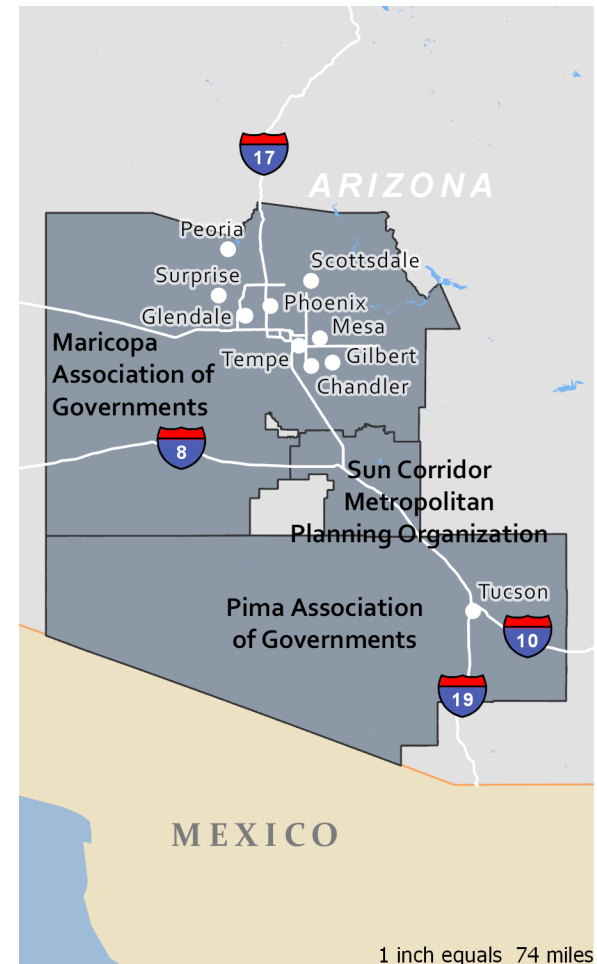 17
ARIZONA
Peoria
Scottsdale
Surprise
Phoenix
Glendale
Mesa
Maricopa
Association of
Governments
Tempe
Gilbert
Chandler
8
Sun Corridor
Metropolitan
Planning Organization
Tucson
Pima Association
of Governments
10
19
MEXICO
1 inch equals  74 miles